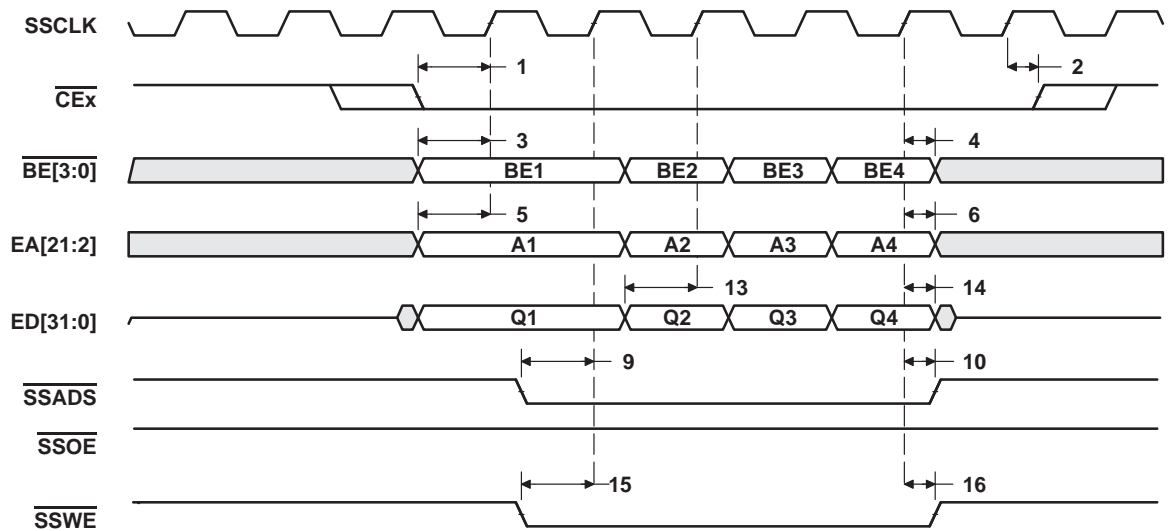 SSCLK
1 2
CEx
3 4
BE[3:0] BE1 BE2 BE3 BE4
5 6
EA[21:2] A1 A2 A3 A4
13 14
ED[31:0] Q1 Q2 Q3 Q4
9 10
SSADS
SSOE
15 16
SSWE